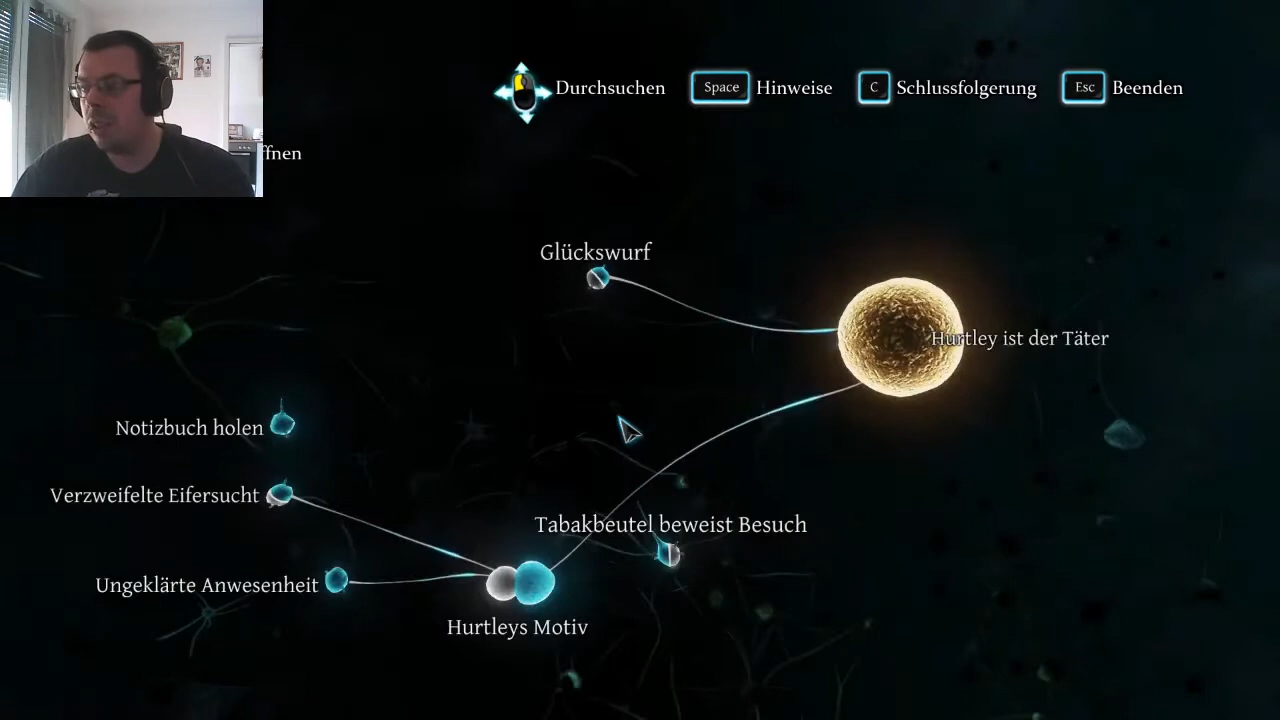 Durchsuchen
Space
Hinweise
C
Schlussfolgerung
Esc
Beenden
ffnen
Glückswurf
Hurtley ist der Täter
Notizbuch holen
Verzweifelte Eifersucht
Tabakbeutel beweist Besuch
Ungeklärte Anwesenheit
Hurtleys Motiv